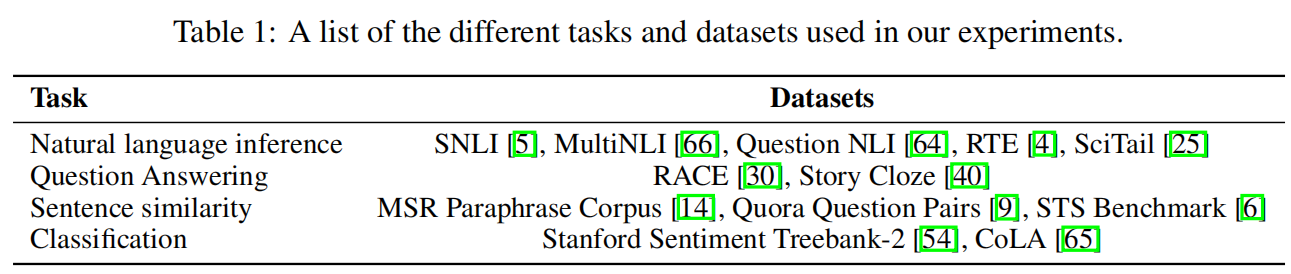 Table 1: A list of the different tasks and datasets used in our experiments.
Task Datasets
Natural language inference SNLI [5], MultiNLI [66], Question NLI [64], RTE [4], SciTail [25]
Question Answering RACE [30], Story Cloze [40]
Sentence similarity MSR Paraphrase Corpus [14], Quora Question Pairs [9], STS Benchmark [6]
Classification Stanford Sentiment Treebank-2 [54], CoLA [65]